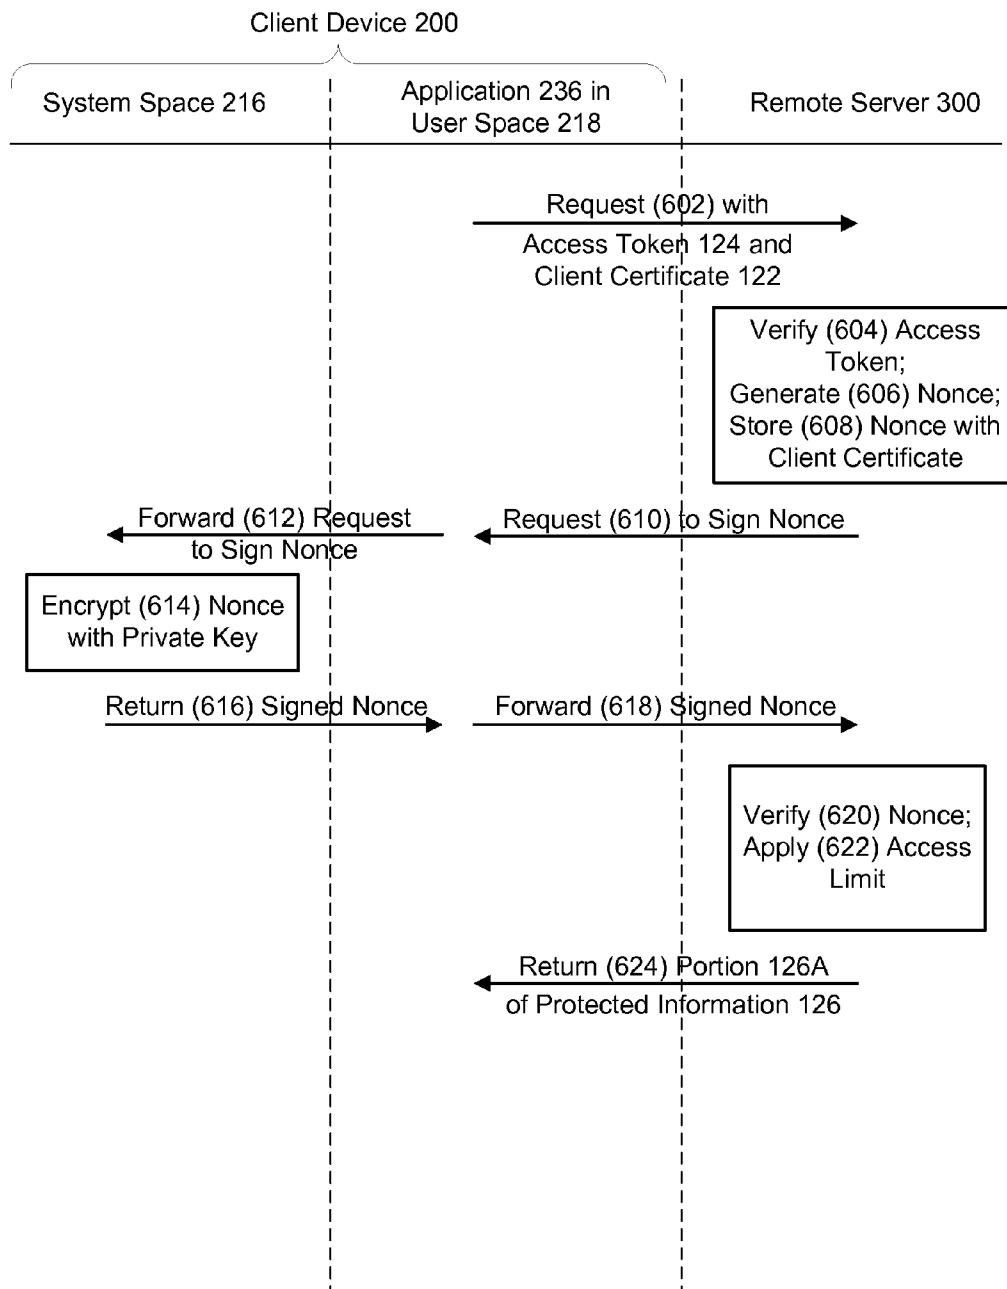 Client Device 200
System Space 216
Application 236 in
User Space 218
Remote Server 300
Request (602) with
Access Token 124 and
Client Certificate 122
Verify (604) Access
Token;
Generate (606) Nonce;
Store (608) Nonce with
Client Certificate
Forward (612) Request
to Sign Nonce
Request (610) to Sign Nonce
Encrypt (614) Nonce
with Private Key
Return (616) Signed Nonce
Forward (618) Signed Nonce
Verify (620) Nonce;
Apply (622) Access
Limit
Return (624) Portion 126A
of Protected Information 126